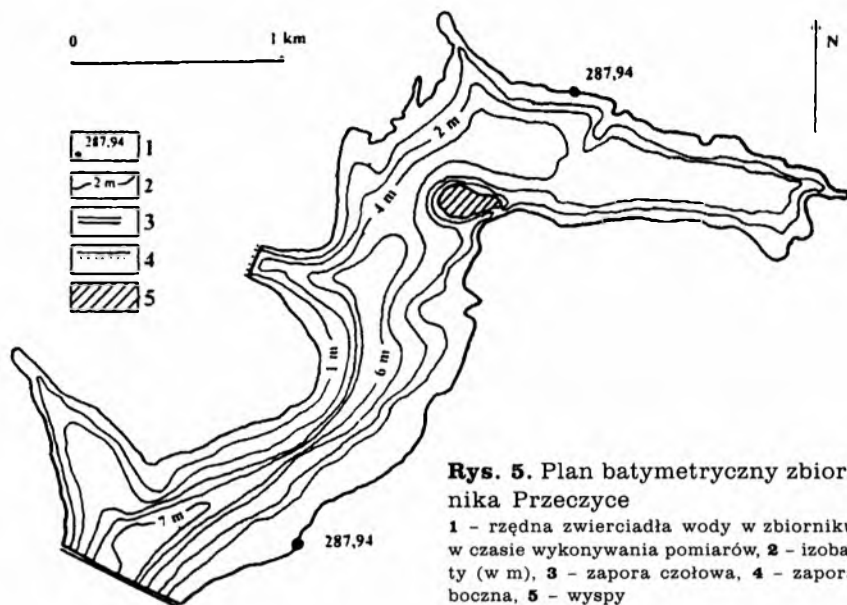 0 1 km
N
287,94
287,94 1
2 m 2
3
4
5
2 m
4 m
1 m
6 m
7 m
287,94
Rys. 5. Plan batymetryczny zbior-
nika Przeczyce
1 – rzędna zwierciadła wody w zbiorniku
w czasie wykonywania pomiarów, 2 – izoba-
ty (w m), 3 – zapora czołowa, 4 – zapora
boczna, 5 – wyspy